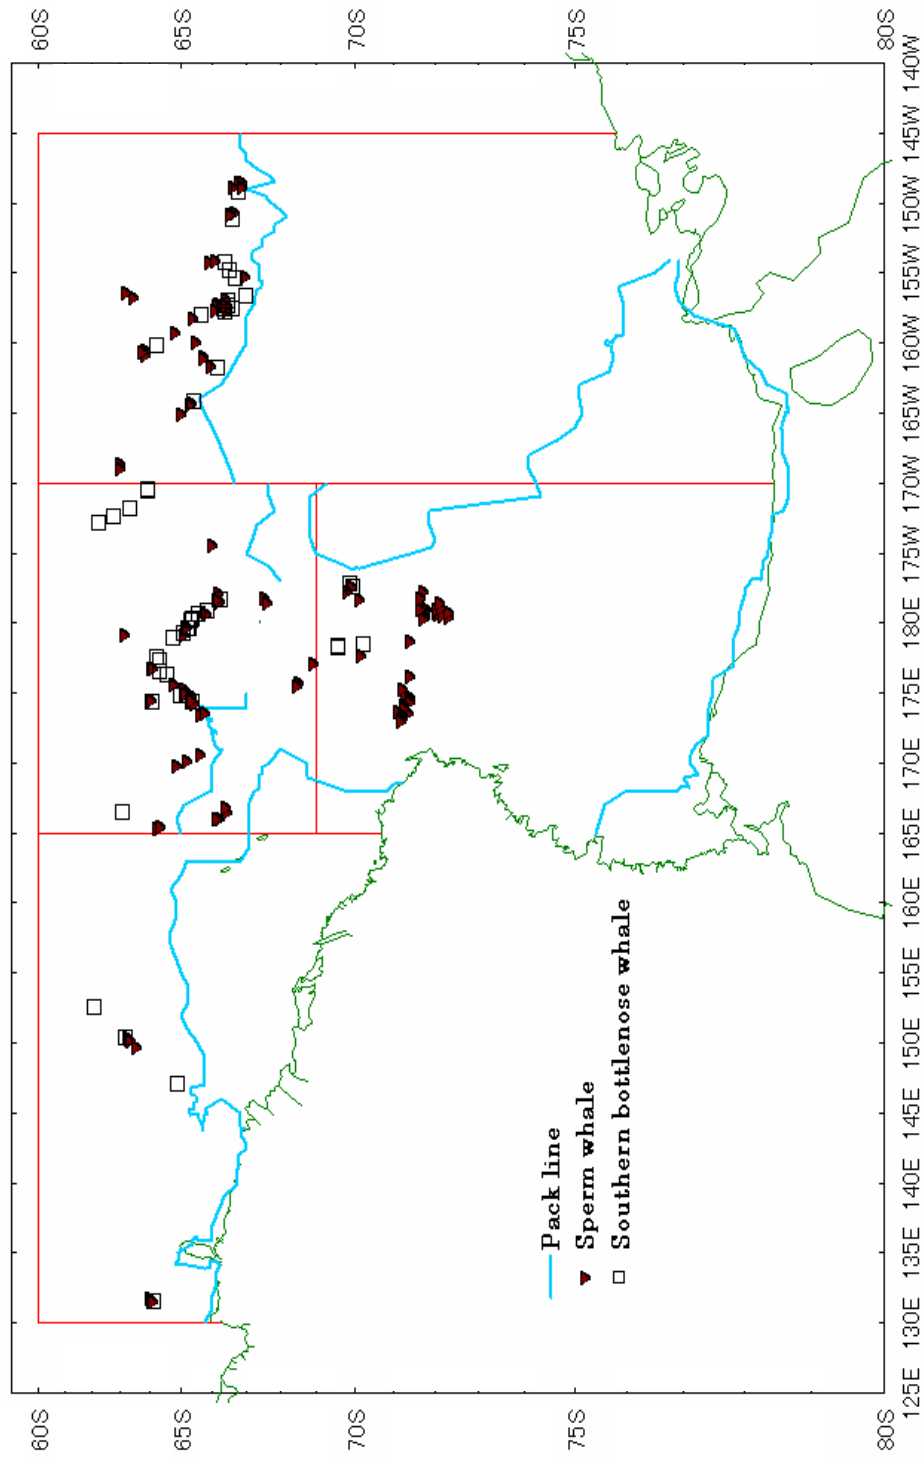 60S
65S
70S
75S
80S
60S
65S
70S
75S
80S
125E
130E
135E
140E
145E
150E
155E
160E
165E
170E
175E
180E
175W
170W
165W
160W
155W
150W
145W
140W
Pack line
Sperm whale
Southern bottlenose whale